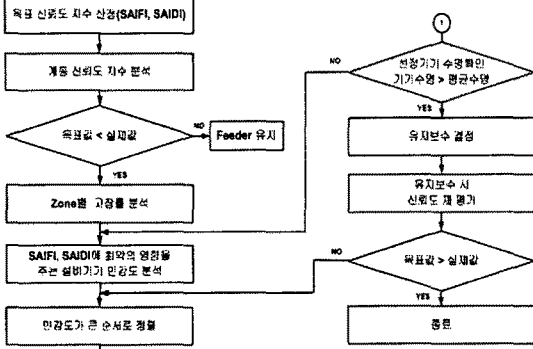 목표 신뢰도 지수 산정(SAIFI, SAIDI)
계통 신뢰도 지수 분석
목표값 < 실제값
NO
Feeder 유지
YES
Zone별 고장률 분석
SAIFI, SAIDI에 최악의 영향을
주는 설비기기 민감도 분석
민감도가 큰 순서로 정렬
1
NO
선정기기 수명확인
기기수명 > 평균수명
YES
유지보수 결정
유지보수 시
신뢰도 재 평가
NO
목표값 > 실제값
YES
종료